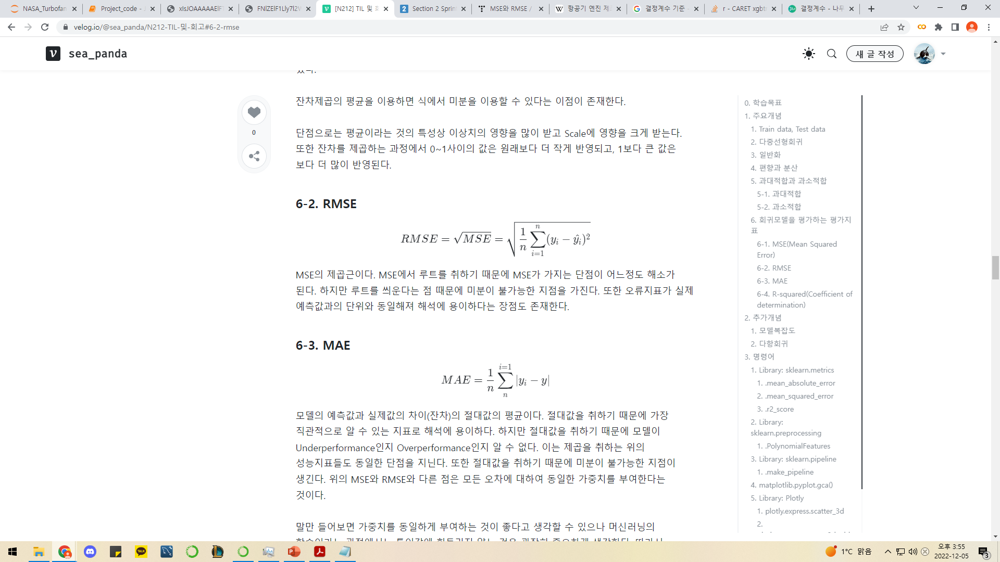 NASA_Turbofan
Project_code - J
xIsJOAAAAAElF
FNlZElF1Lly7l2V
[N212] TIL 및 회
Section 2 Sprin
MSE와 RMSE /
항공기 엔진 제
결정계수 기준 -
r - CARET xgbtr
결정계수 - 나무
velog.io/@sea_panda/N212-TIL-및-회고#6-2-rmse
v sea_panda
새 글 작성
있다.
잔차제곱의 평균을 이용하면 식에서 미분을 이용할 수 있다는 이점이 존재한다.
0
단점으로는 평균이라는 것의 특성상 이상치의 영향을 많이 받고 Scale에 영향을 크게 받는다.
또한 잔차를 제곱하는 과정에서 0~1사이의 값은 원래보다 더 작게 반영되고, 1보다 큰 값은
보다 더 많이 반영된다.
6-2. RMSE
RMSE = √MSE = √(1/n ∑_{i=1}^{n} (y_i − ŷ_i)²)
MSE의 제곱근이다. MSE에서 루트를 취하기 때문에 MSE가 가지는 단점이 어느정도 해소가
된다. 하지만 루트를 씌운다는 점 때문에 미분이 불가능한 지점을 가진다. 또한 오류지표가 실제
예측값과의 단위와 동일해져 해석에 용이하다는 장점도 존재한다.
6-3. MAE
MAE = 1/n ∑_{n}^{i=1} |y_i − y|
모델의 예측값과 실제값의 차이(잔차)의 절대값의 평균이다. 절대값을 취하기 때문에 가장
직관적으로 알 수 있는 지표로 해석에 용이하다. 하지만 절대값을 취하기 때문에 모델이
Underperformance인지 Overperformance인지 알 수 없다. 이는 제곱을 취하는 위의
성능지표들도 동일한 단점을 지닌다. 또한 절대값을 취하기 때문에 미분이 불가능한 지점이
생긴다. 위의 MSE와 RMSE와 다른 점은 모든 오차에 대하여 동일한 가중치를 부여한다는
것이다.
말만 들어보면 가중치를 동일하게 부여하는 것이 좋다고 생각할 수 있으나 머신러닝의
0. 학습목표
1. 주요개념
1. Train data, Test data
2. 다중선형회귀
3. 일반화
4. 편향과 분산
5. 과대적합과 과소적합
5-1. 과대적합
5-2. 과소적합
6. 회귀모델을 평가하는 평가지
표
6-1. MSE(Mean Squared
Error)
6-2. RMSE
6-3. MAE
6-4. R-squared(Coefficient of
determination)
2. 추가개념
1. 모델복잡도
2. 다항회귀
3. 명령어
1. Library: sklearn.metrics
1. .mean_absolute_error
2. .mean_squared_error
3. .r2_score
2. Library:
sklearn.preprocessing
1. .PolynomialFeatures
3. Library: sklearn.pipeline
1. .make_pipeline
4. matplotlib.pyplot.gca()
5. Library: Plotly
1. plotly.express.scatter_3d
2.
TALK
1°C 맑음
오후 3:55
2022-12-05
3